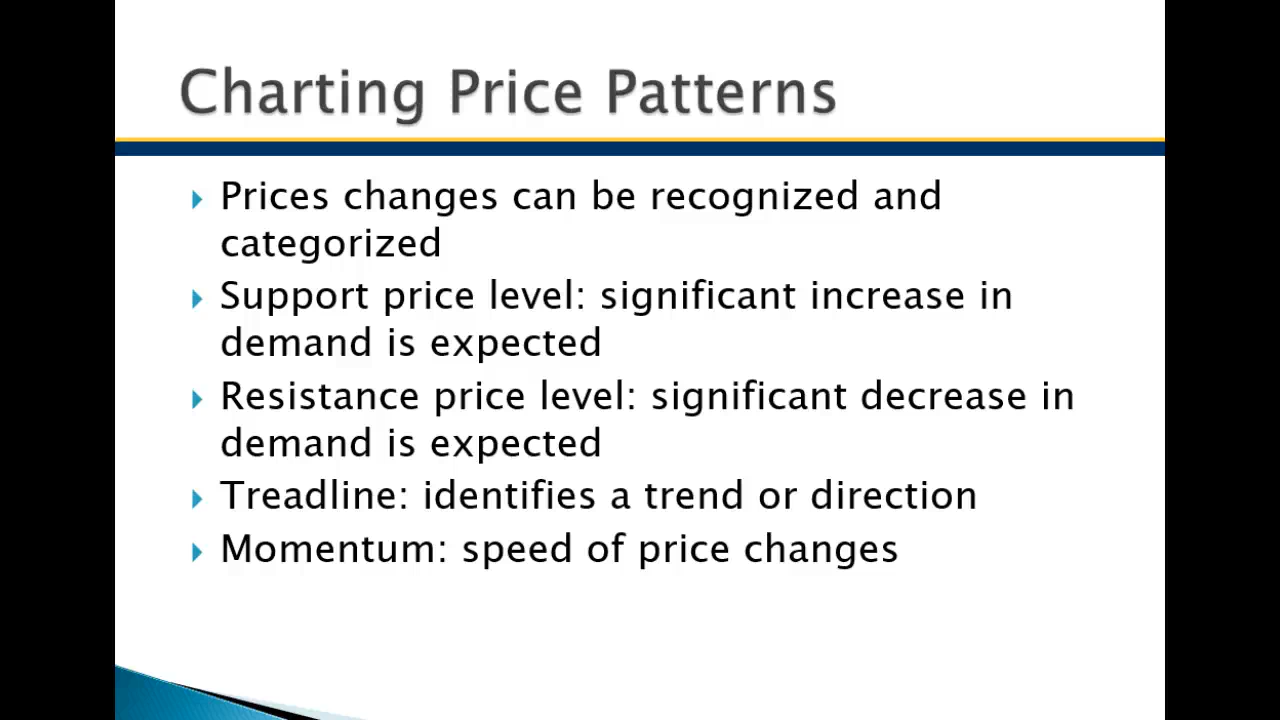 Charting Price Patterns
Prices changes can be recognized and
categorized
Support price level: significant increase in
demand is expected
Resistance price level: significant decrease in
demand is expected
Treadline: identifies a trend or direction
Momentum: speed of price changes